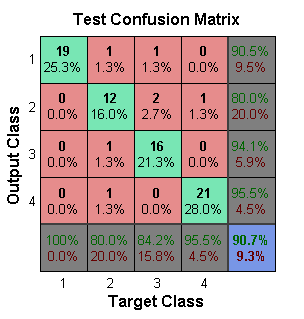 Test Confusion Matrix
Output Class
1
19 1 1 0 90.5%
25.3% 1.3% 1.3% 0.0% 9.5%
2
0 12 2 1 80.0%
0.0% 16.0% 2.7% 1.3% 20.0%
3
0 1 16 0 94.1%
0.0% 1.3% 21.3% 0.0% 5.9%
4
0 1 0 21 95.5%
0.0% 1.3% 0.0% 28.0% 4.5%
100% 80.0% 84.2% 95.5% 90.7%
0.0% 20.0% 15.8% 4.5% 9.3%
1 2 3 4
Target Class